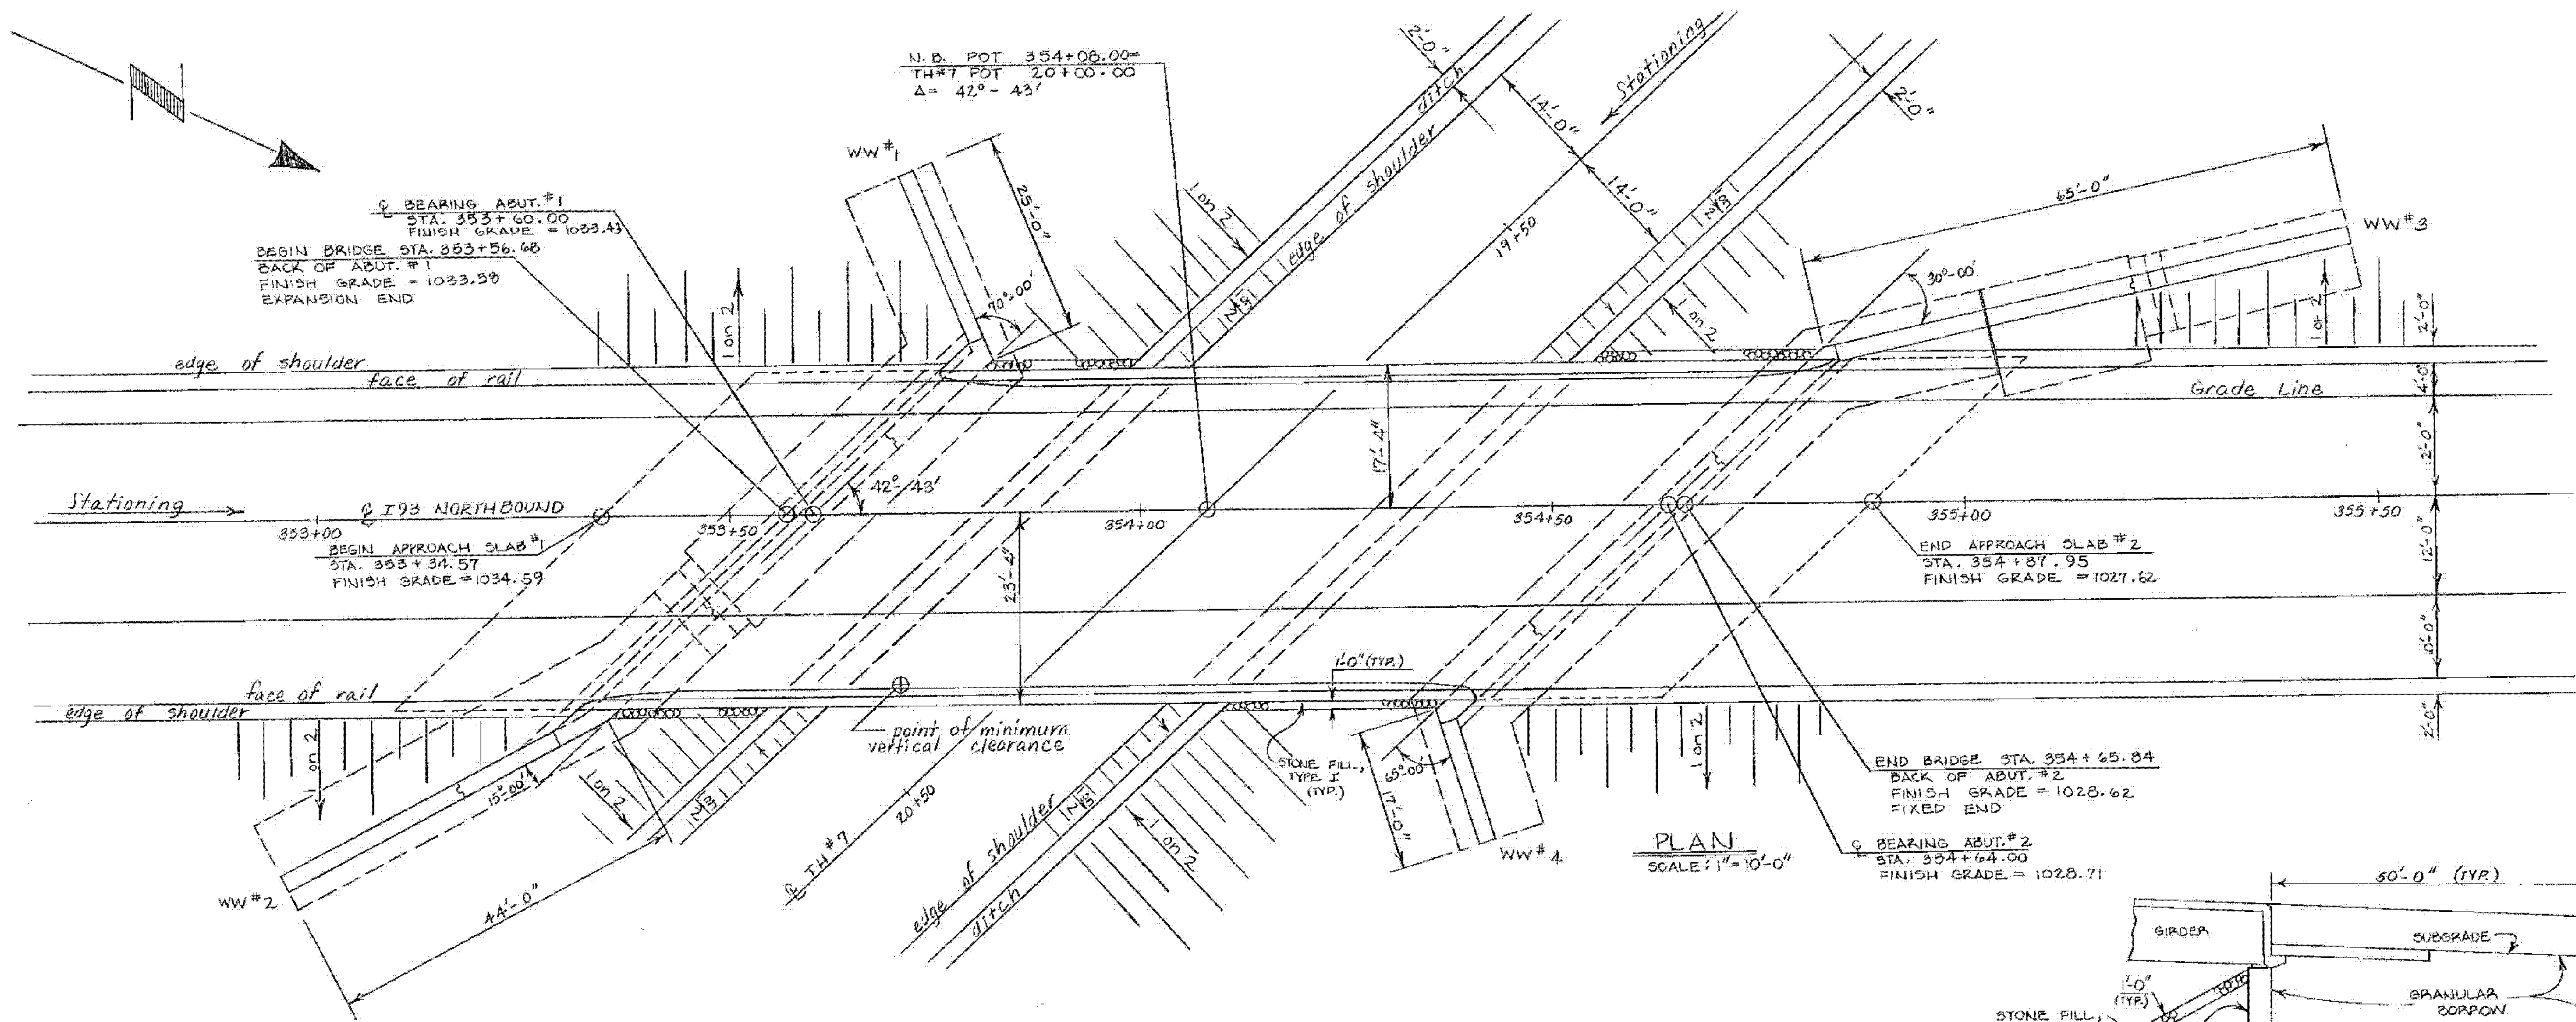 N.B. POT 354+08.00=
TH#7 POT 20+00.00
Δ= 42°-43'
℄ BEARING ABUT.#1
STA. 353+60.00
FINISH GRADE = 1033.43
BEGIN BRIDGE STA. 353+56.68
BACK OF ABUT. #1
FINISH GRADE = 1033.58
EXPANSION END
WW#1
25'-0"
70°-00'
1 on 2
2'-0"
ditch
edge of shoulder
14'-0"
Stationing
14'-0"
2'-0"
19+50
1 on 2
65'-0"
WW#3
30°-00'
1 on 2
2'-0"
1 on 2
edge of shoulder
face of rail
4'-0"
Grade Line
17'-4"
12'-0"
42°-43'
Stationing
℄ I93 NORTHBOUND
353+00
353+50
354+00
354+50
355+00
355+50
BEGIN APPROACH SLAB #1
STA. 353+34.57
FINISH GRADE = 1034.59
23'-4"
END APPROACH SLAB #2
STA. 354+87.95
FINISH GRADE = 1027.62
12'-0"
10'-0"
2'-0"
face of rail
edge of shoulder
1'-0" (TYP.)
point of minimum
vertical clearance
STONE FILL,
TYPE I
(TYP.)
1 on 2
15°-00'
1 on 2
20+50
edge of shoulder
ditch
1 on 2
65°-00'
17'-0"
1 on 2
WW#4
END BRIDGE STA. 354+65.84
BACK OF ABUT. #2
FINISH GRADE = 1028.62
FIXED END
℄ BEARING ABUT.#2
STA. 354+64.00
FINISH GRADE = 1028.71
PLAN
SCALE: 1"=10'-0"
WW#2
44'-0"
℄ TH#7
50'-0" (TYP.)
GIRDER
SUBGRADE
1'-0"
(TYP.)
GRANULAR
BORROW
STONE FILL,